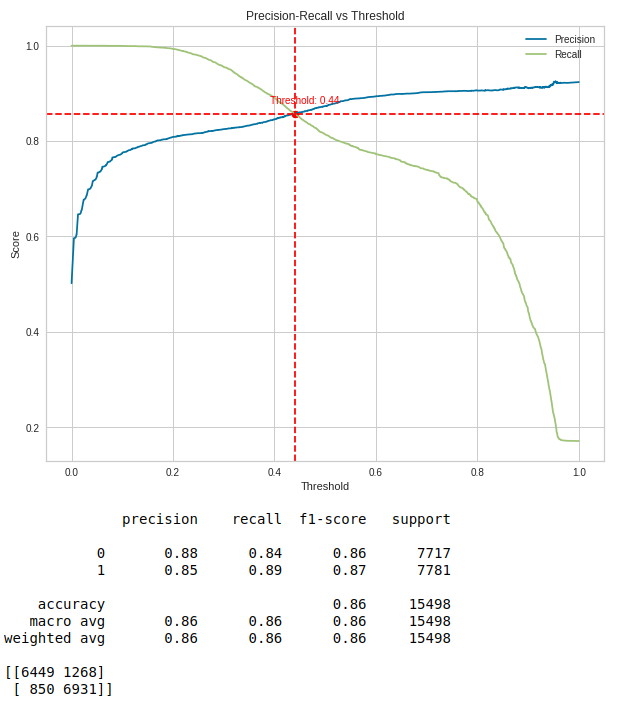 Precision-Recall vs Threshold
1.0
0.8
0.6
0.4
0.2
Score
Precision
Recall
Threshold: 0.44
0.0 0.2 0.4 0.6 0.8 1.0
Threshold
precision recall f1-score support
0 0.88 0.84 0.86 7717
1 0.85 0.89 0.87 7781
accuracy 0.86 15498
macro avg 0.86 0.86 0.86 15498
weighted avg 0.86 0.86 0.86 15498
[[6449 1268]
[ 850 6931]]